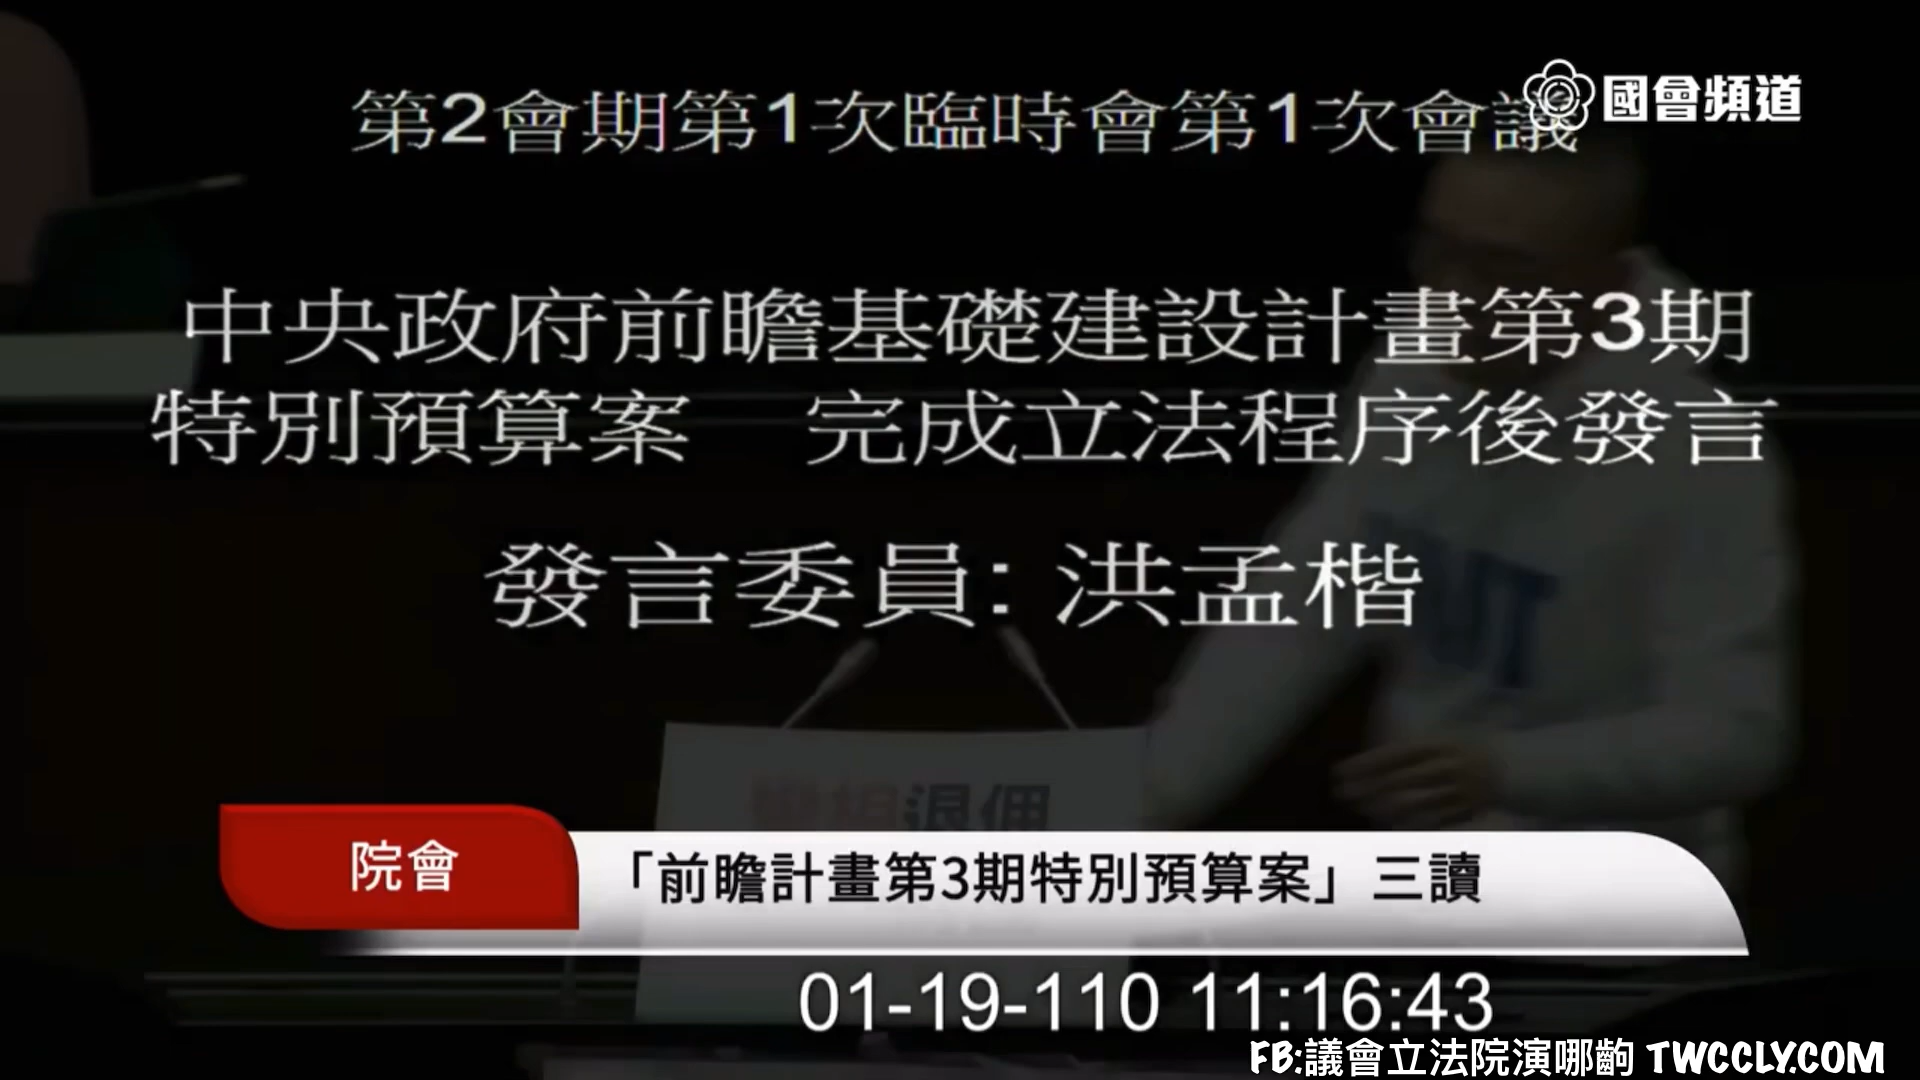 國會頻道
第2會期第1次臨時會第1次會議
中央政府前瞻基礎建設計畫第3期
特別預算案 完成立法程序後發言
發言委員: 洪孟楷
退佣
院會
「前瞻計畫第3期特別預算案」三讀
01-19-110 11:16:43
FB:議會立法院演哪齣 TWCCLY.COM